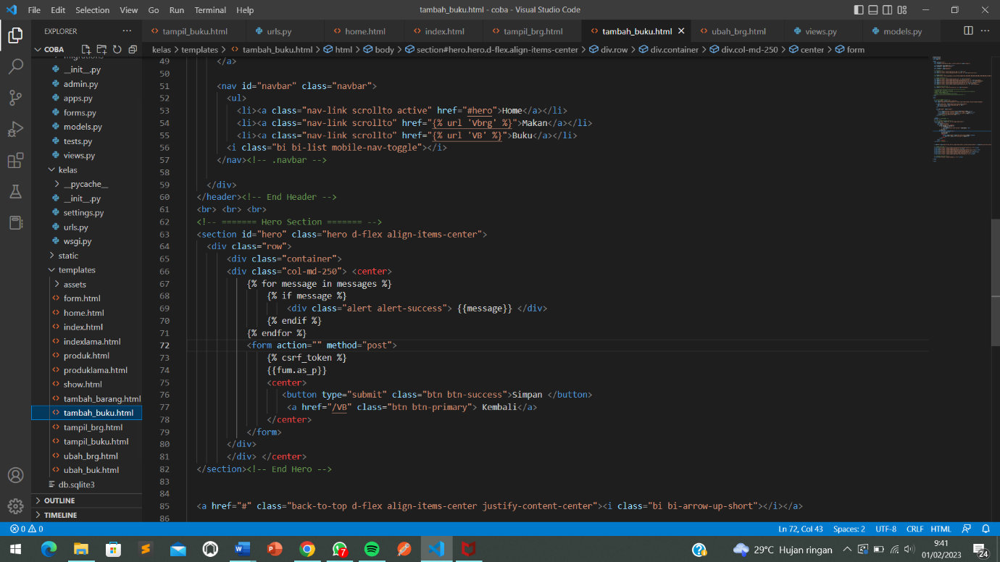 File Edit Selection View Go Run Terminal Help
tambah_buku.html - coba - Visual Studio Code
EXPLORER ...
tampil_buku.html urls.py home.html index.html tampil_brg.html tambah_buku.html ubah_brg.html views.py models.py
COBA
kelas > templates > tambah_buku.html > html > body > section#hero.hero.d-flex.align-items-center > div.row > div.container > div.col-md-250 > center > form
migrations
__init__.py
admin.py
apps.py
forms.py
models.py
tests.py
views.py
kelas
__pycache__
__init__.py
settings.py
urls.py
wsgi.py
static
templates
assets
form.html
home.html
index.html
indexlama.html
produk.html
produklama.html
show.html
tambah_barang.html
tambah_buku.html
tampil_brg.html
tampil_buku.html
ubah_brg.html
ubah_buk.html
db.sqlite3
OUTLINE
TIMELINE
49 </a>
50
51 <nav id="navbar" class="navbar">
52 <ul>
53 <li><a class="nav-link scrollto active" href="#hero">Home</a></li>
54 <li><a class="nav-link scrollto" href="{% url 'Vbrg' %}">Makan</a></li>
55 <li><a class="nav-link scrollto" href="{% url 'VB' %}">Buku</a></li>
56 <i class="bi bi-list mobile-nav-toggle"></i>
57 </nav><!-- .navbar -->
58
59 </div>
60 </header><!-- End Header -->
61 <br> <br> <br>
62 <!-- ======= Hero Section ======= -->
63 <section id="hero" class="hero d-flex align-items-center">
64 <div class="row">
65 <div class="container">
66 <div class="col-md-250"> <center>
67 {% for message in messages %}
68 {% if message %}
69 <div class="alert alert-success"> {{message}} </div>
70 {% endif %}
71 {% endfor %}
72 <form action="" method="post">
73 {% csrf_token %}
74 {{fum.as_p}}
75 <center>
76 <button type="submit" class="btn btn-success">Simpan </button>
77 <a href="/VB" class="btn btn-primary"> Kembali</a>
78 </center>
79 </form>
80 </div>
81 </div> </center>
82 </section><!-- End Hero -->
83
84
85 <a href="#" class="back-to-top d-flex align-items-center justify-content-center"><i class="bi bi-arrow-up-short"></i></a>
86
0 0
Ln 72, Col 43 Spaces: 2 UTF-8 CRLF HTML
7
29°C Hujan ringan
9:41
01/02/2023
24